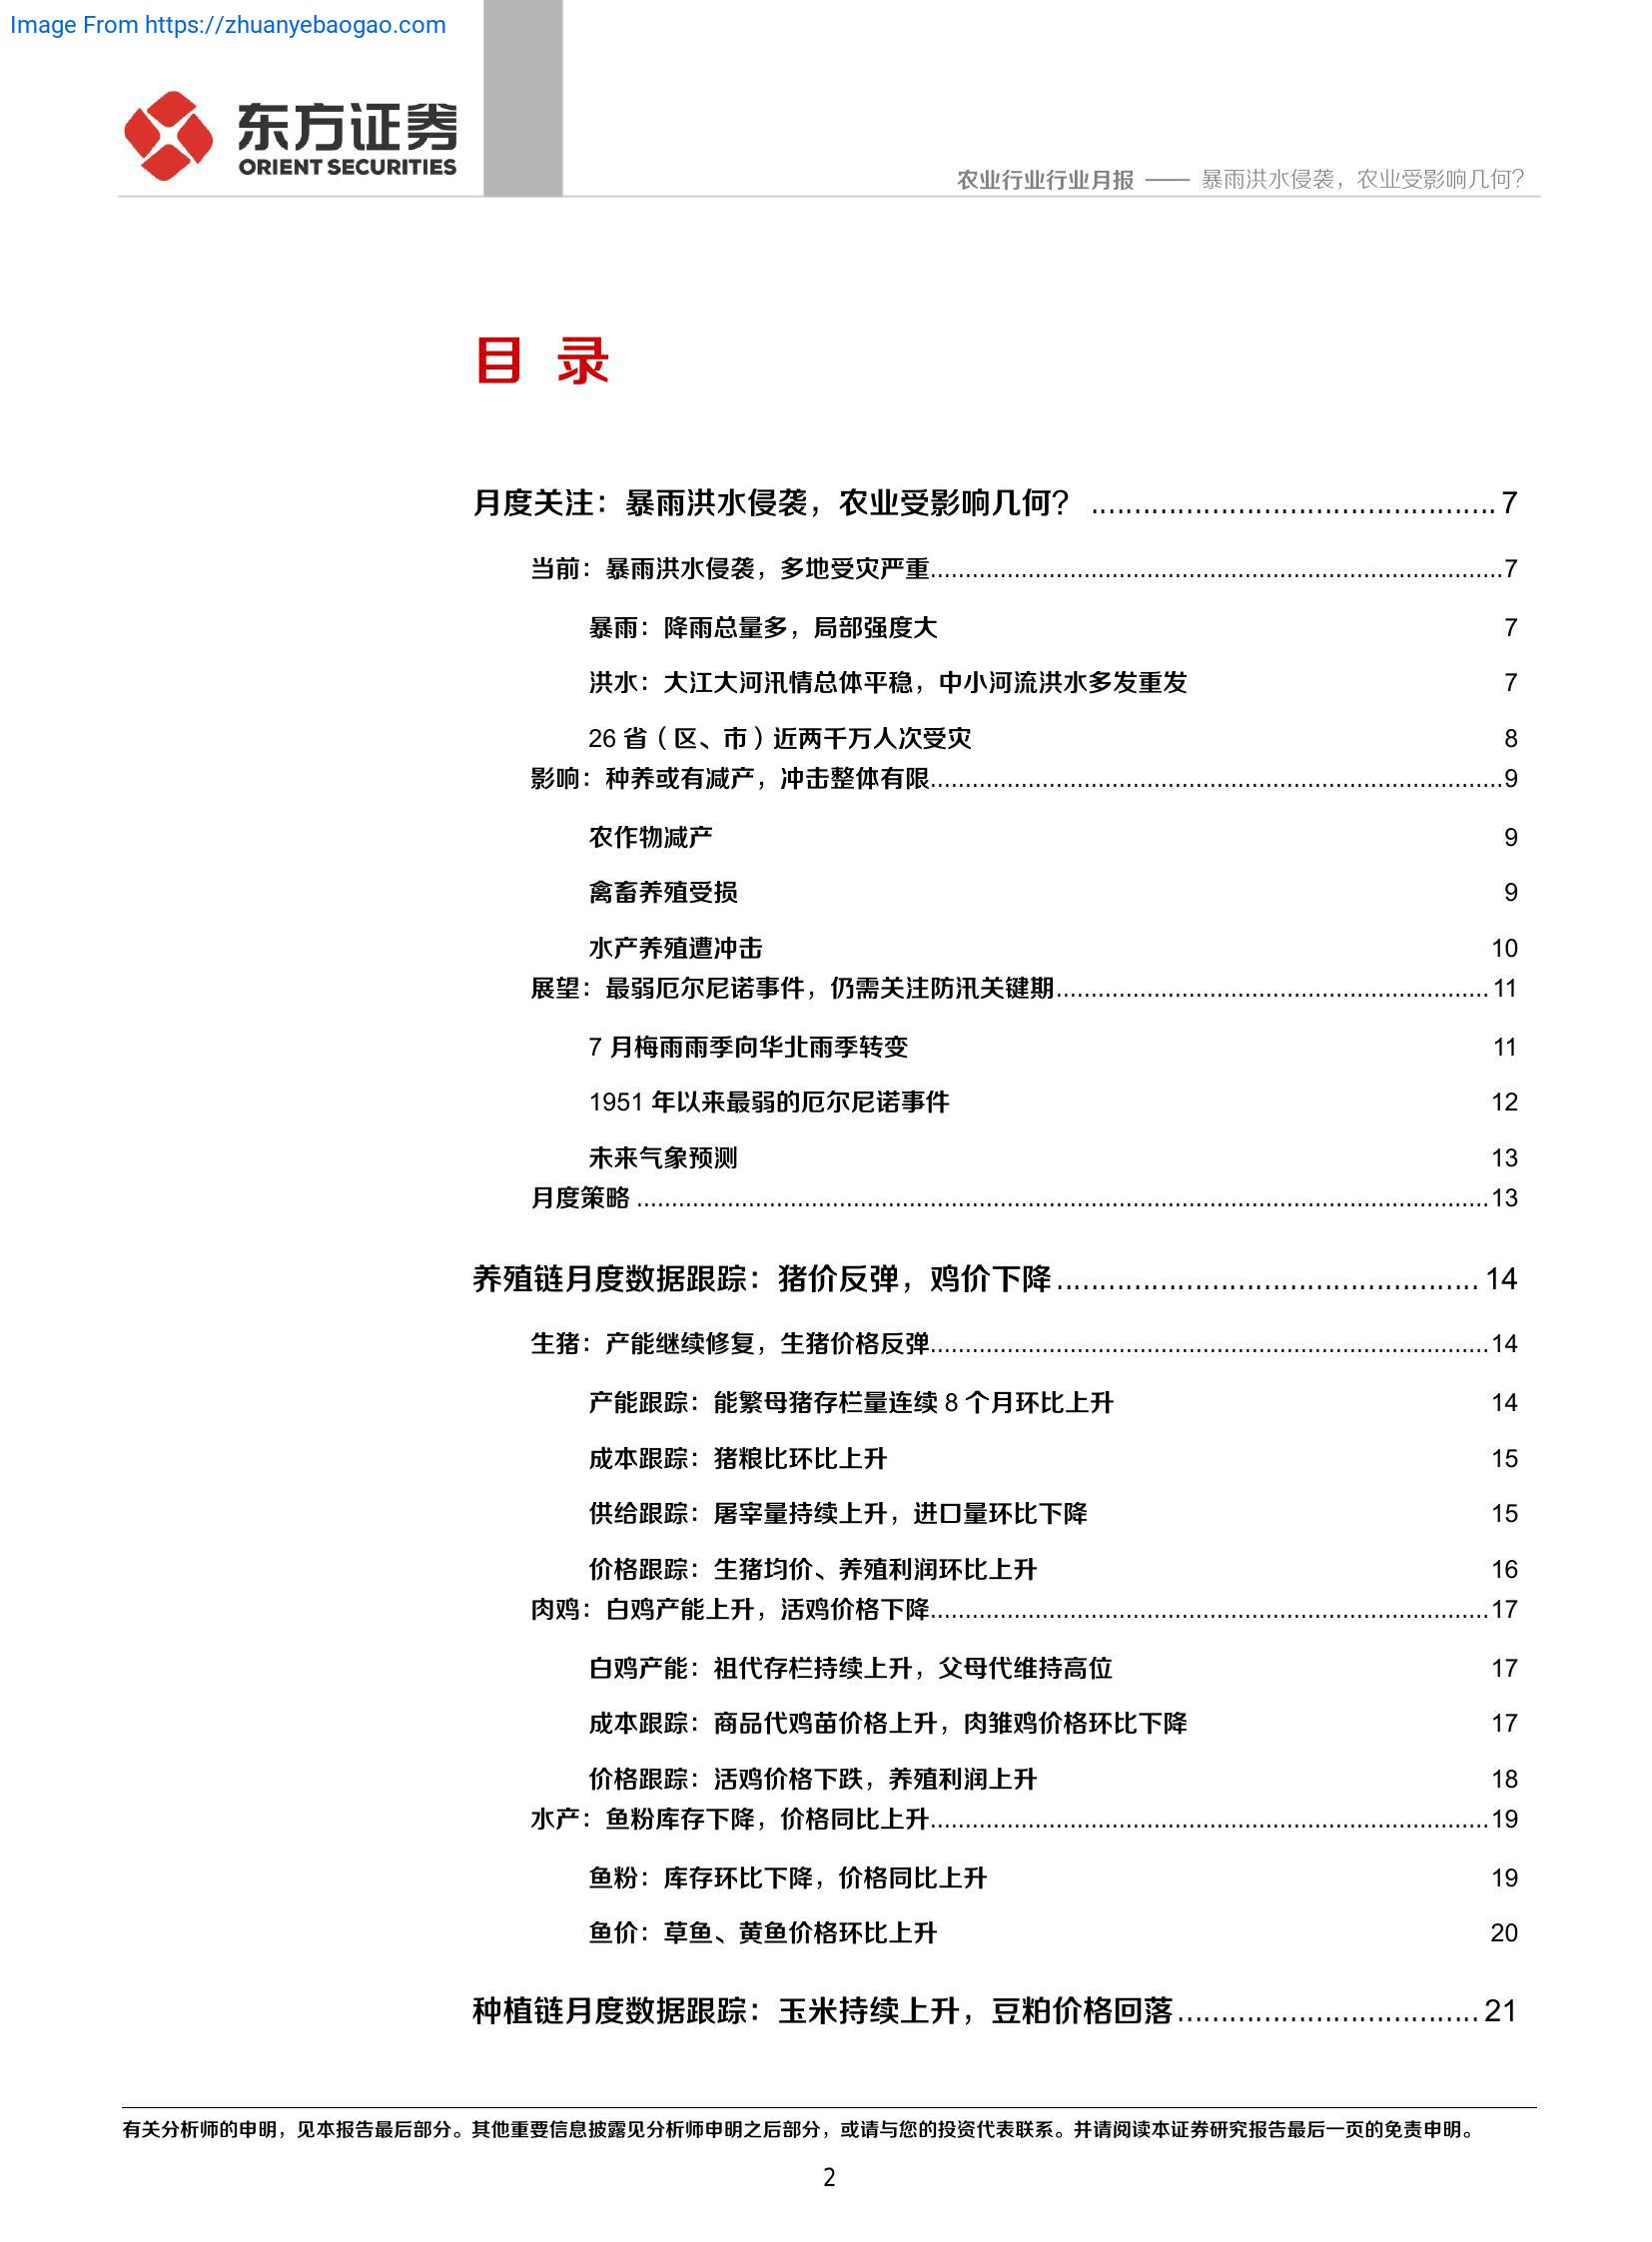 Image From https://zhuanyebaogao.com
东方证券
ORIENT SECURITIES
农业行业行业月报 —— 暴雨洪水侵袭，农业受影响几何？
目 录
月度关注：暴雨洪水侵袭，农业受影响几何？ ............................................... 7
当前：暴雨洪水侵袭，多地受灾严重..................................................................................7
暴雨：降雨总量多，局部强度大 7
洪水：大江大河汛情总体平稳，中小河流洪水多发重发 7
26 省（区、市）近两千万人次受灾 8
影响：种养或有减产，冲击整体有限..................................................................................9
农作物减产 9
禽畜养殖受损 9
水产养殖遭冲击 10
展望：最弱厄尔尼诺事件，仍需关注防汛关键期.............................................................. 11
7 月梅雨雨季向华北雨季转变 11
1951 年以来最弱的厄尔尼诺事件 12
未来气象预测 13
月度策略 ..........................................................................................................................13
养殖链月度数据跟踪：猪价反弹，鸡价下降................................................. 14
生猪：产能继续修复，生猪价格反弹................................................................................14
产能跟踪：能繁母猪存栏量连续 8 个月环比上升 14
成本跟踪：猪粮比环比上升 15
供给跟踪：屠宰量持续上升，进口量环比下降 15
价格跟踪：生猪均价、养殖利润环比上升 16
肉鸡：白鸡产能上升，活鸡价格下降................................................................................17
白鸡产能：祖代存栏持续上升，父母代维持高位 17
成本跟踪：商品代鸡苗价格上升，肉雏鸡价格环比下降 17
价格跟踪：活鸡价格下跌，养殖利润上升 18
水产：鱼粉库存下降，价格同比上升................................................................................19
鱼粉：库存环比下降，价格同比上升 19
鱼价：草鱼、黄鱼价格环比上升 20
种植链月度数据跟踪：玉米持续上升，豆粕价格回落................................... 21
有关分析师的申明，见本报告最后部分。其他重要信息披露见分析师申明之后部分，或请与您的投资代表联系。并请阅读本证券研究报告最后一页的免责申明。
2